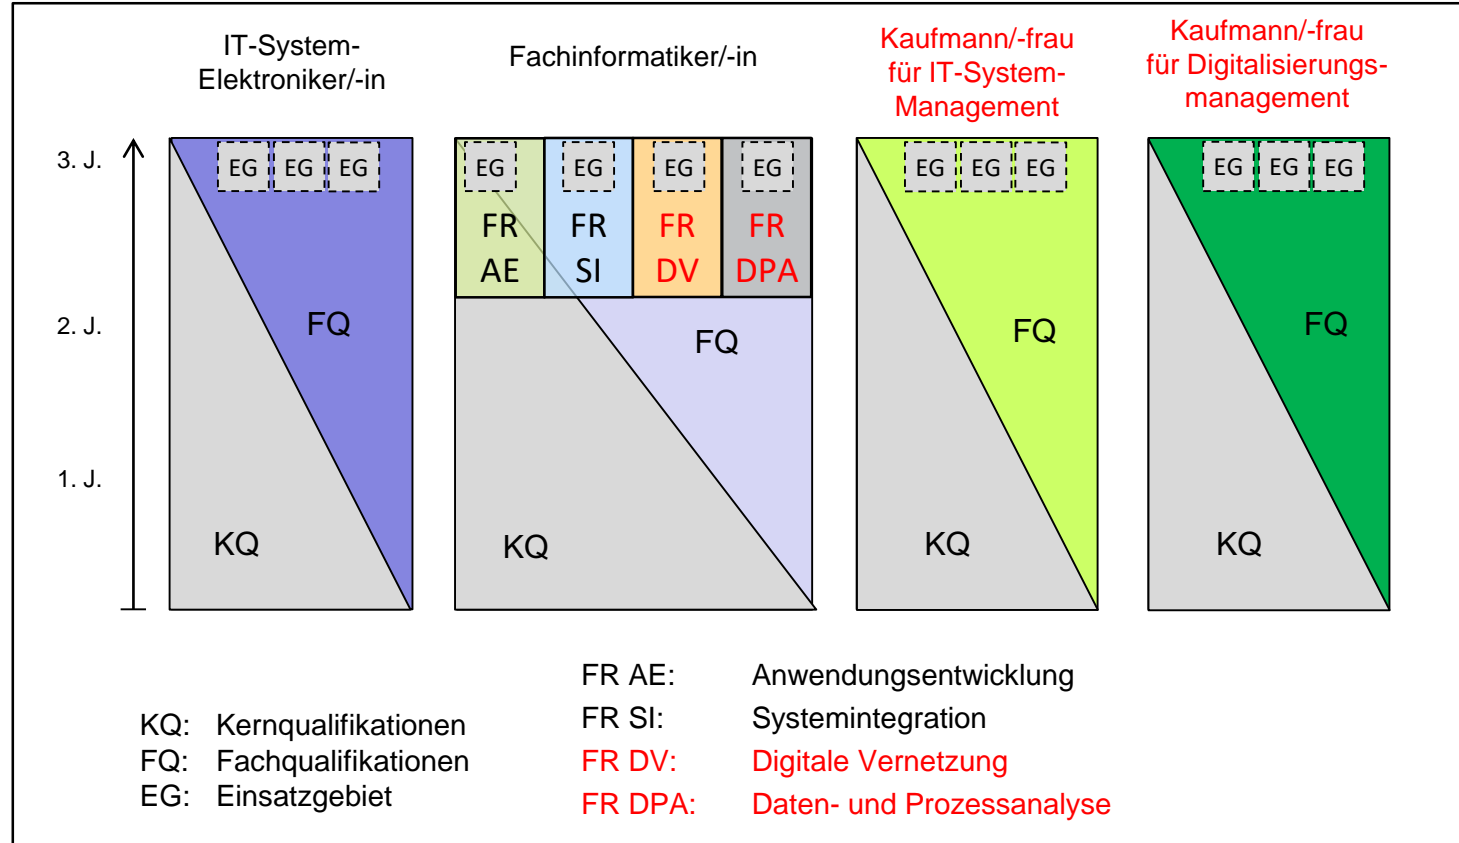 IT-System-
Elektroniker/-in
Fachinformatiker/-in
Kaufmann/-frau
für IT-System-
Management
Kaufmann/-frau
für Digitalisierungs-
management
3. J.
2. J.
1. J.
EG EG EG
FQ
KQ
EG EG EG EG
FR FR FR FR
AE SI DV DPA
FQ
KQ
EG EG EG
FQ
KQ
EG EG EG
FQ
KQ
KQ: Kernqualifikationen
FQ: Fachqualifikationen
EG: Einsatzgebiet
FR AE: Anwendungsentwicklung
FR SI: Systemintegration
FR DV: Digitale Vernetzung
FR DPA: Daten- und Prozessanalyse